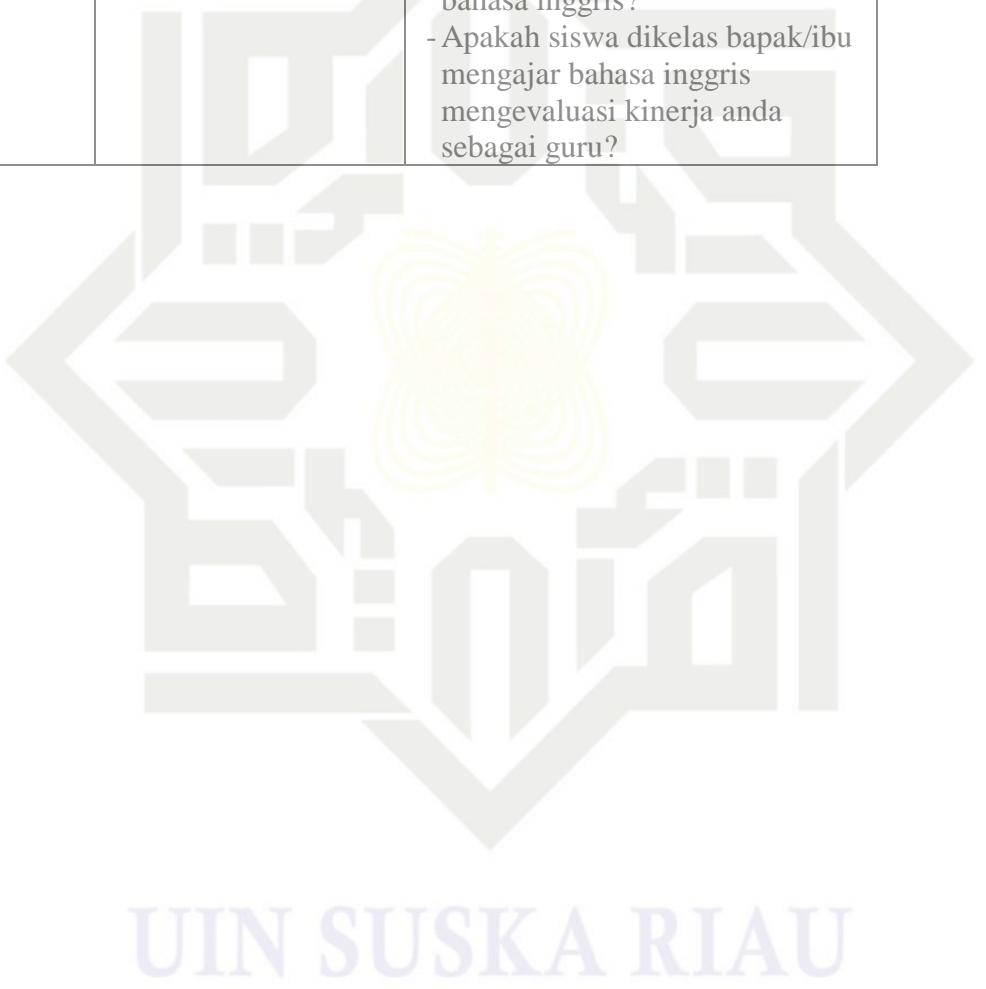 bahasa inggris?
- Apakah siswa dikelas bapak/ibu
mengajar bahasa inggris
mengevaluasi kinerja anda
sebagai guru?
UIN SUSKA RIAU